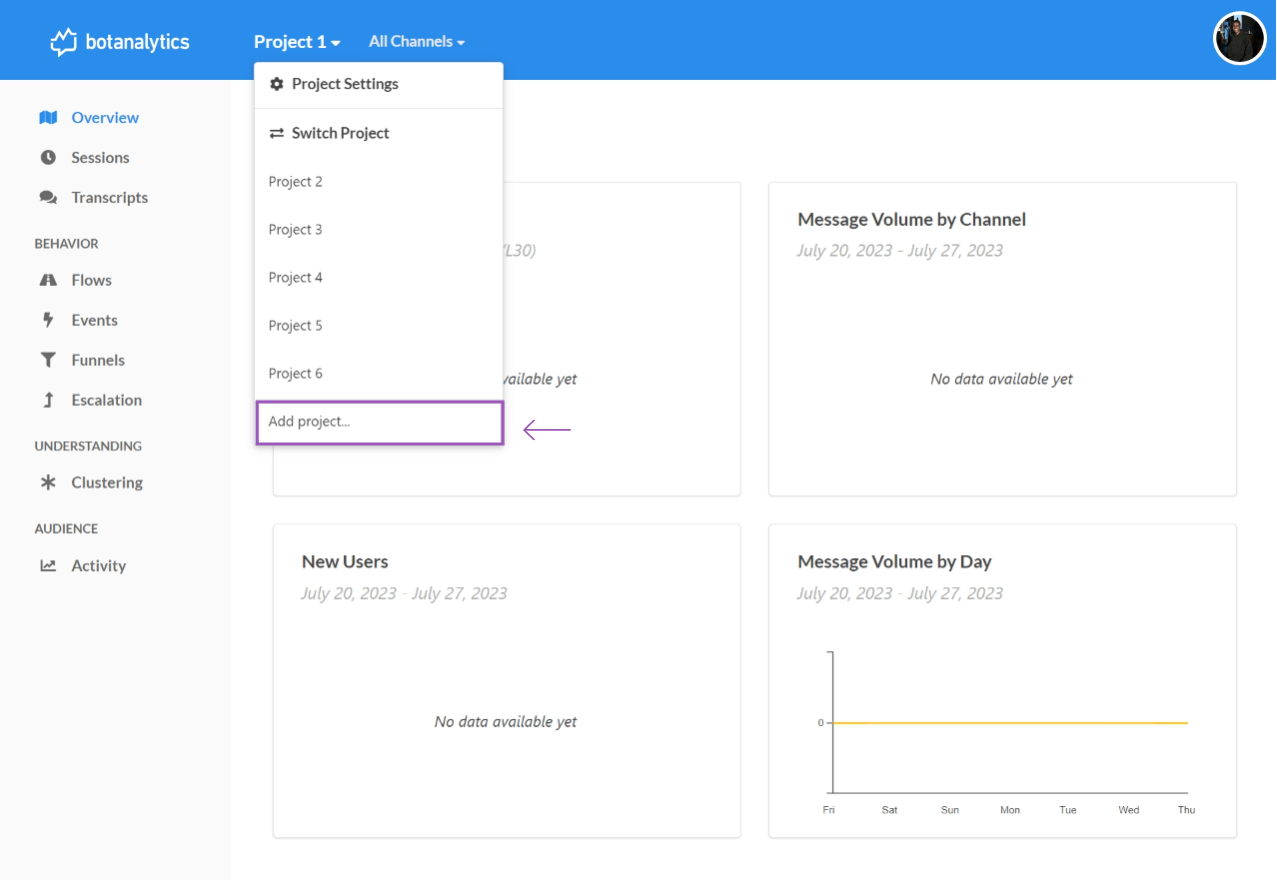 botanalytics
Project 1
All Channels
Project Settings
Switch Project
Project 2
Project 3
Project 4
Project 5
Project 6
Add project...
Overview
Sessions
Transcripts
BEHAVIOR
Flows
Events
Funnels
Escalation
UNDERSTANDING
Clustering
AUDIENCE
Activity
(L30)
available yet
Message Volume by Channel
July 20, 2023 - July 27, 2023
No data available yet
New Users
July 20, 2023 - July 27, 2023
No data available yet
Message Volume by Day
July 20, 2023 - July 27, 2023
0
Fri Sat Sun Mon Tue Wed Thu